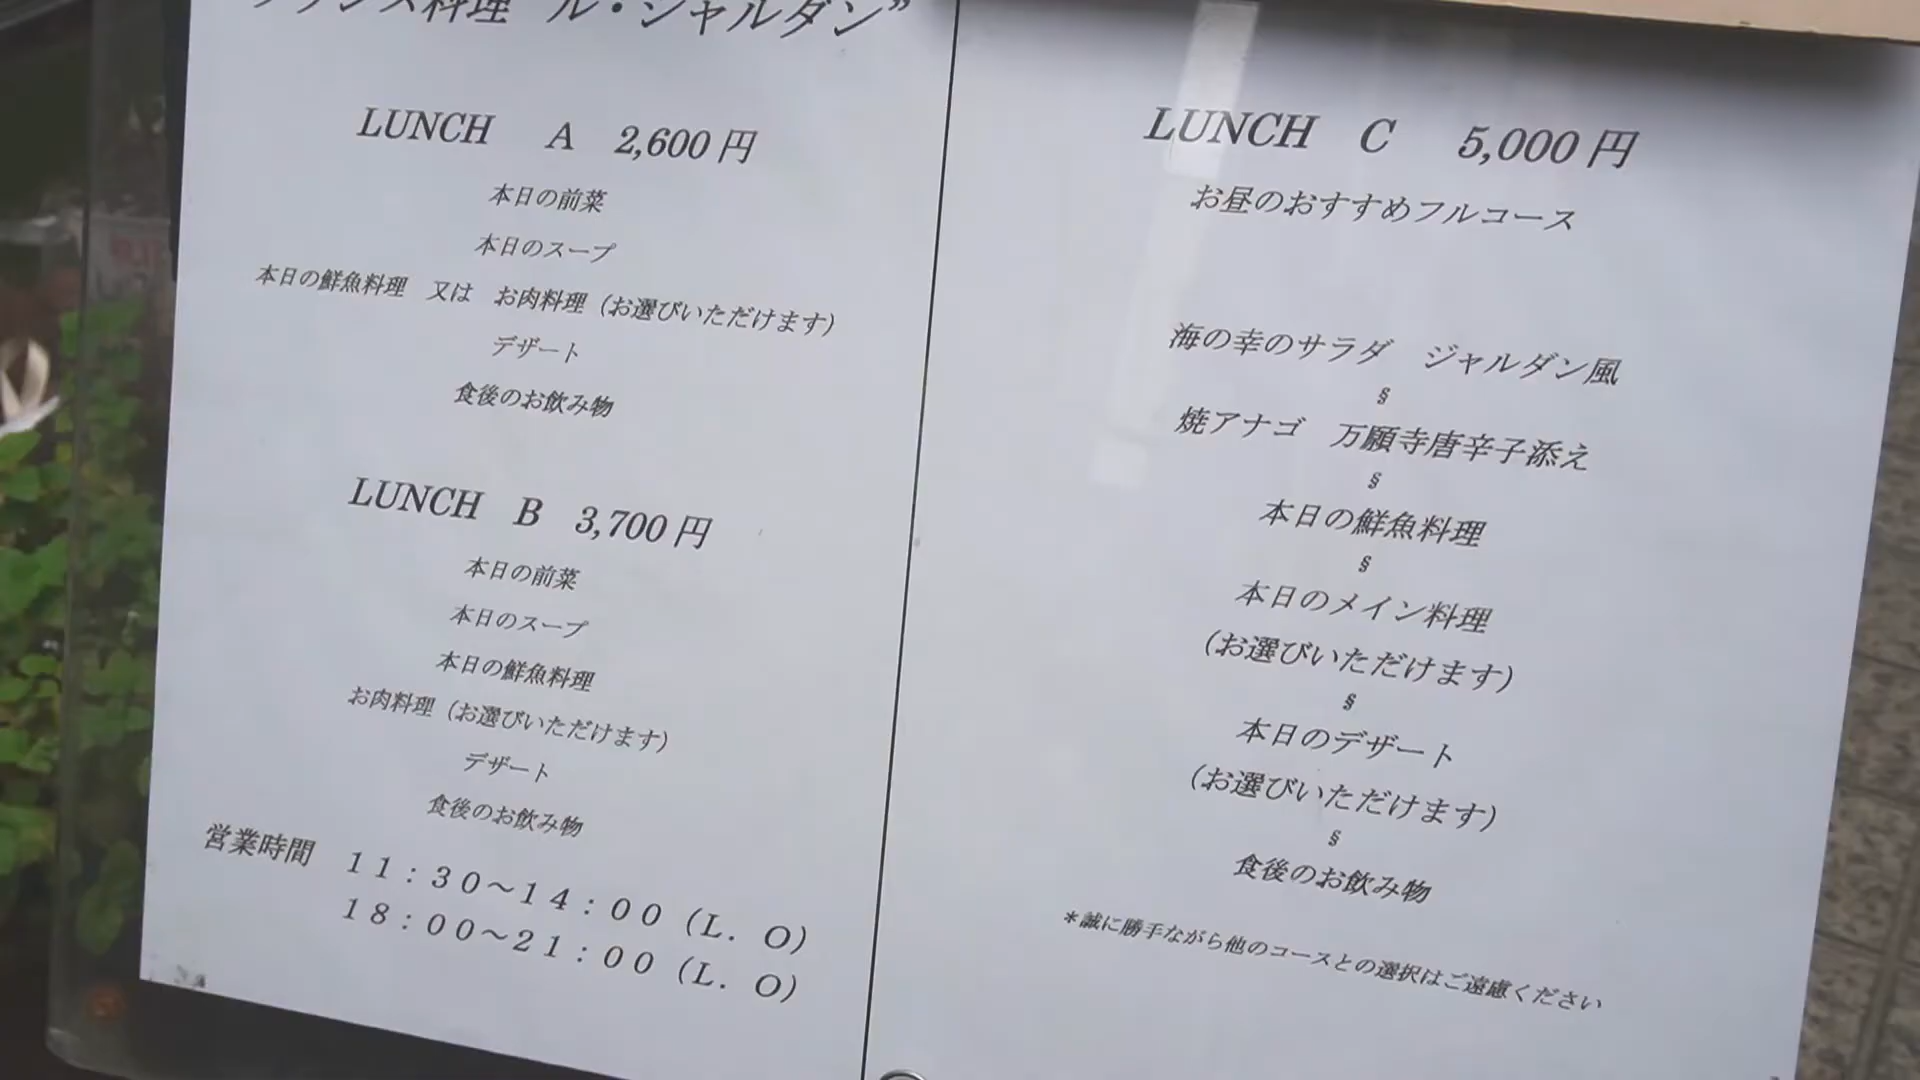 フランス料理 ル・ジャルダン”
LUNCH A 2,600円
本日の前菜
本日のスープ
本日の鮮魚料理 又は お肉料理（お選びいただけます）
デザート
食後のお飲み物
LUNCH B 3,700円
本日の前菜
本日のスープ
本日の鮮魚料理
お肉料理（お選びいただけます）
デザート
食後のお飲み物
営業時間 11：30～14：00（L．O）
18：00～21：00（L．O）
LUNCH C 5,000円
お昼のおすすめフルコース
海の幸のサラダ ジャルダン風
§
焼アナゴ 万願寺唐辛子添え
§
本日の鮮魚料理
§
本日のメイン料理
（お選びいただけます）
§
本日のデザート
（お選びいただけます）
§
食後のお飲み物
＊誠に勝手ながら他のコースとの選択はご遠慮ください